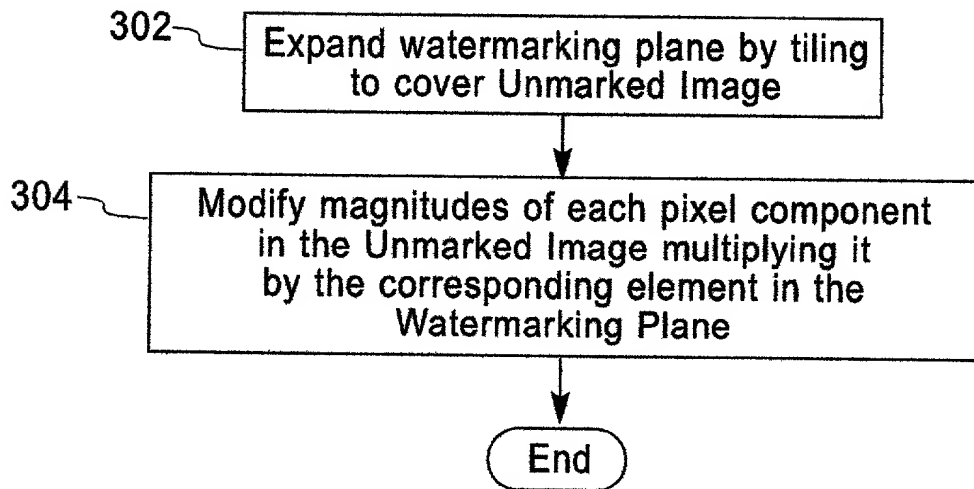 302
Expand watermarking plane by tiling
to cover Unmarked Image
304
Modify magnitudes of each pixel component
in the Unmarked Image multiplying it
by the corresponding element in the
Watermarking Plane
End